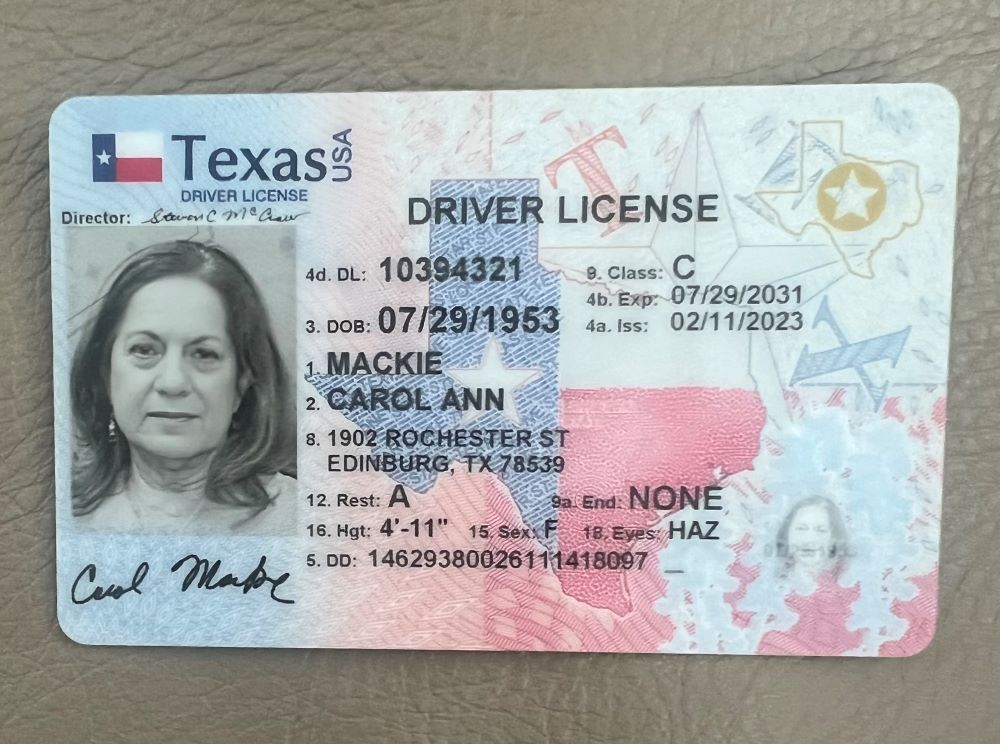 Texas USA
DRIVER LICENSE
Director: Steven C McCraw
DRIVER LICENSE
4d. DL: 10394321
9. Class: C
4b. Exp: 07/29/2031
3. DOB: 07/29/1953
4a. Iss: 02/11/2023
1. MACKIE
2. CAROL ANN
8. 1902 ROCHESTER ST
EDINBURG, TX 78539
12. Rest: A
9a. End: NONE
16. Hgt: 4'-11"
15. Sex: F
18. Eyes: HAZ
5. DD: 14629380026111418097
Carol Mackie
T
X